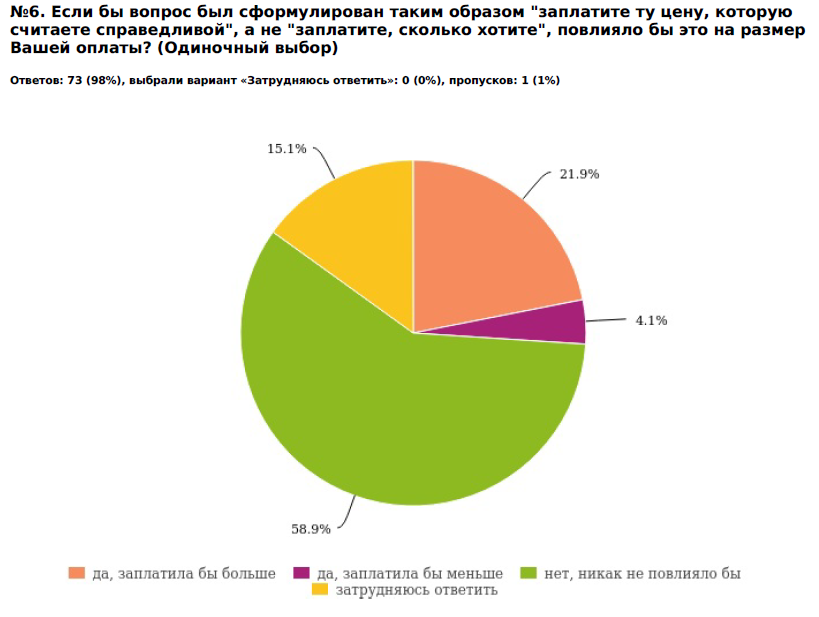 №6. Если бы вопрос был сформулирован таким образом "заплатите ту цену, которую
считаете справедливой", а не "заплатите, сколько хотите", повлияло бы это на размер
Вашей оплаты? (Одиночный выбор)
Ответов: 73 (98%), выбрали вариант «Затрудняюсь ответить»: 0 (0%), пропусков: 1 (1%)
15.1%
21.9%
4.1%
58.9%
да, заплатила бы больше да, заплатила бы меньше нет, никак не повлияло бы
затрудняюсь ответить